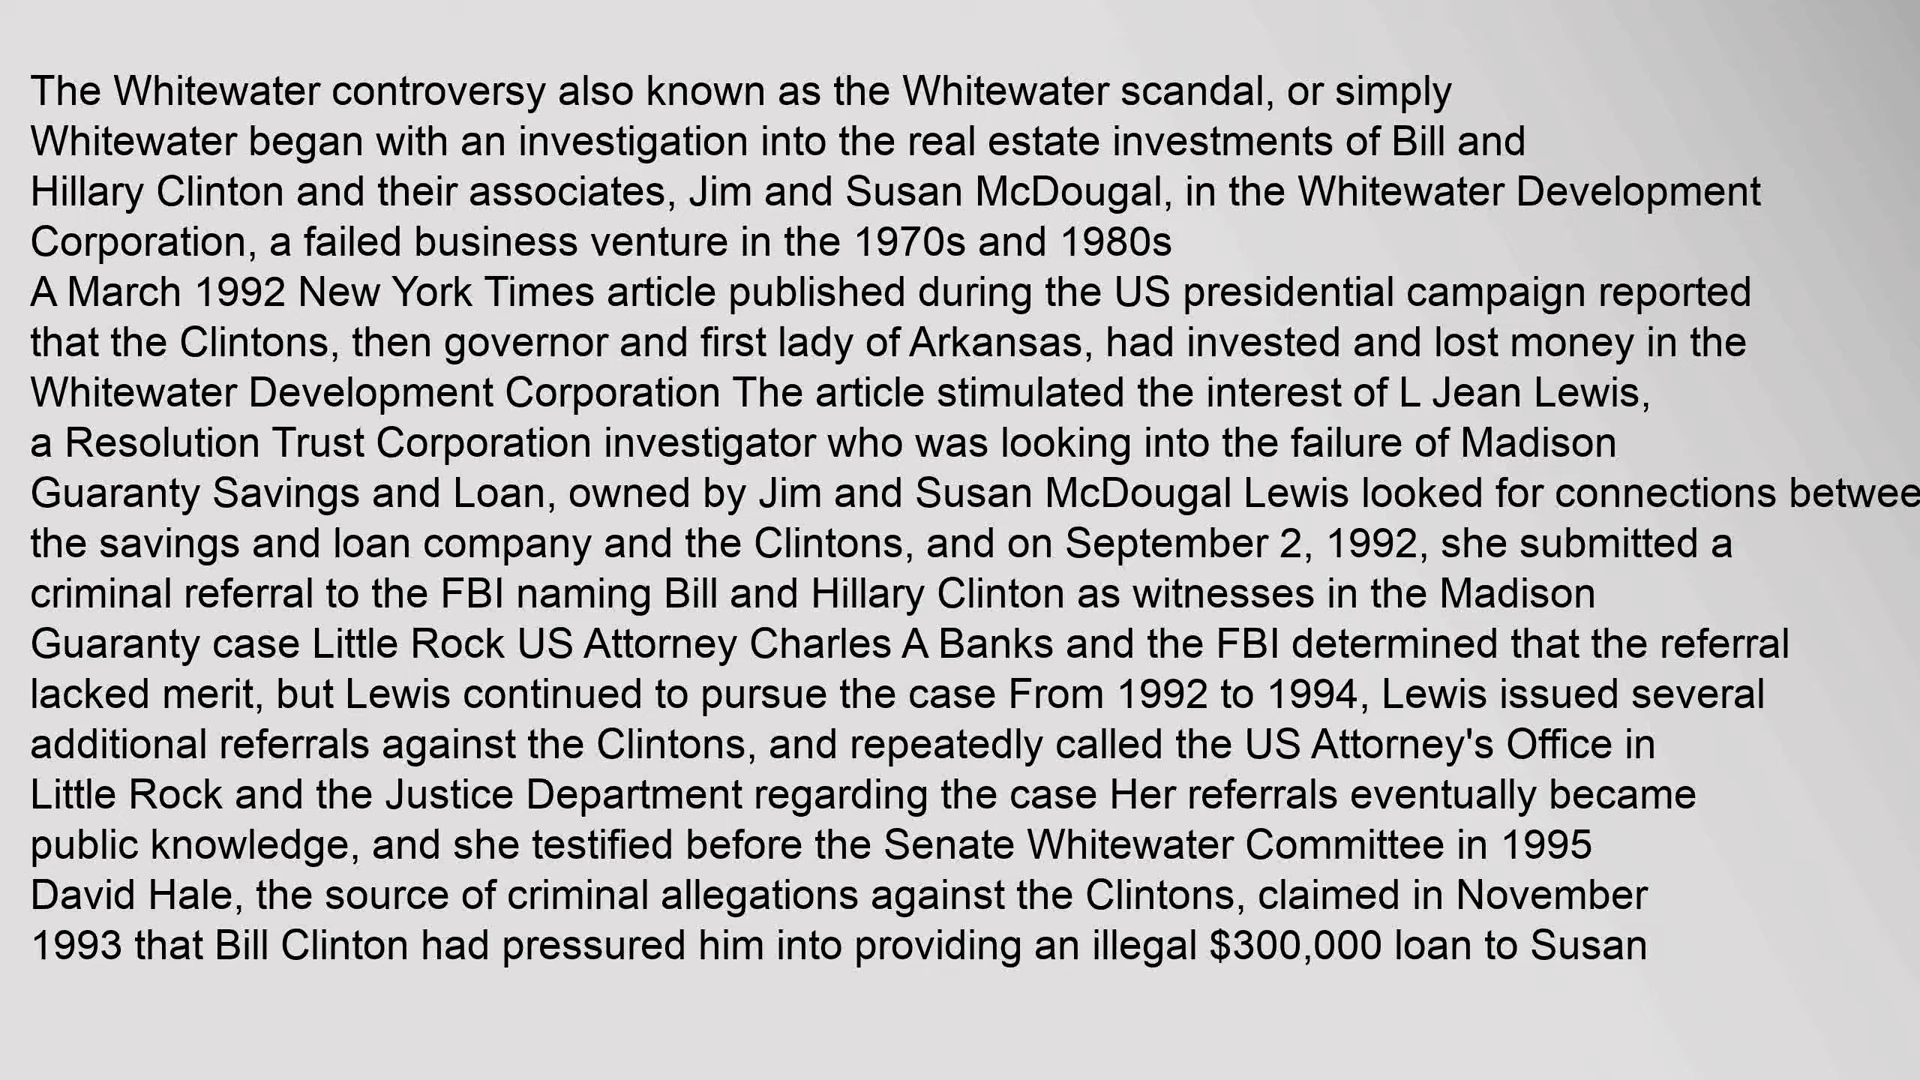 The Whitewater controversy also known as the Whitewater scandal, or simply
Whitewater began with an investigation into the real estate investments of Bill and
Hillary Clinton and their associates, Jim and Susan McDougal, in the Whitewater Development
Corporation, a failed business venture in the 1970s and 1980s
A March 1992 New York Times article published during the US presidential campaign reported
that the Clintons, then governor and first lady of Arkansas, had invested and lost money in the
Whitewater Development Corporation The article stimulated the interest of L Jean Lewis,
a Resolution Trust Corporation investigator who was looking into the failure of Madison
Guaranty Savings and Loan, owned by Jim and Susan McDougal Lewis looked for connections betwee
the savings and loan company and the Clintons, and on September 2, 1992, she submitted a
criminal referral to the FBI naming Bill and Hillary Clinton as witnesses in the Madison
Guaranty case Little Rock US Attorney Charles A Banks and the FBI determined that the referral
lacked merit, but Lewis continued to pursue the case From 1992 to 1994, Lewis issued several
additional referrals against the Clintons, and repeatedly called the US Attorney's Office in
Little Rock and the Justice Department regarding the case Her referrals eventually became
public knowledge, and she testified before the Senate Whitewater Committee in 1995
David Hale, the source of criminal allegations against the Clintons, claimed in November
1993 that Bill Clinton had pressured him into providing an illegal $300,000 loan to Susan